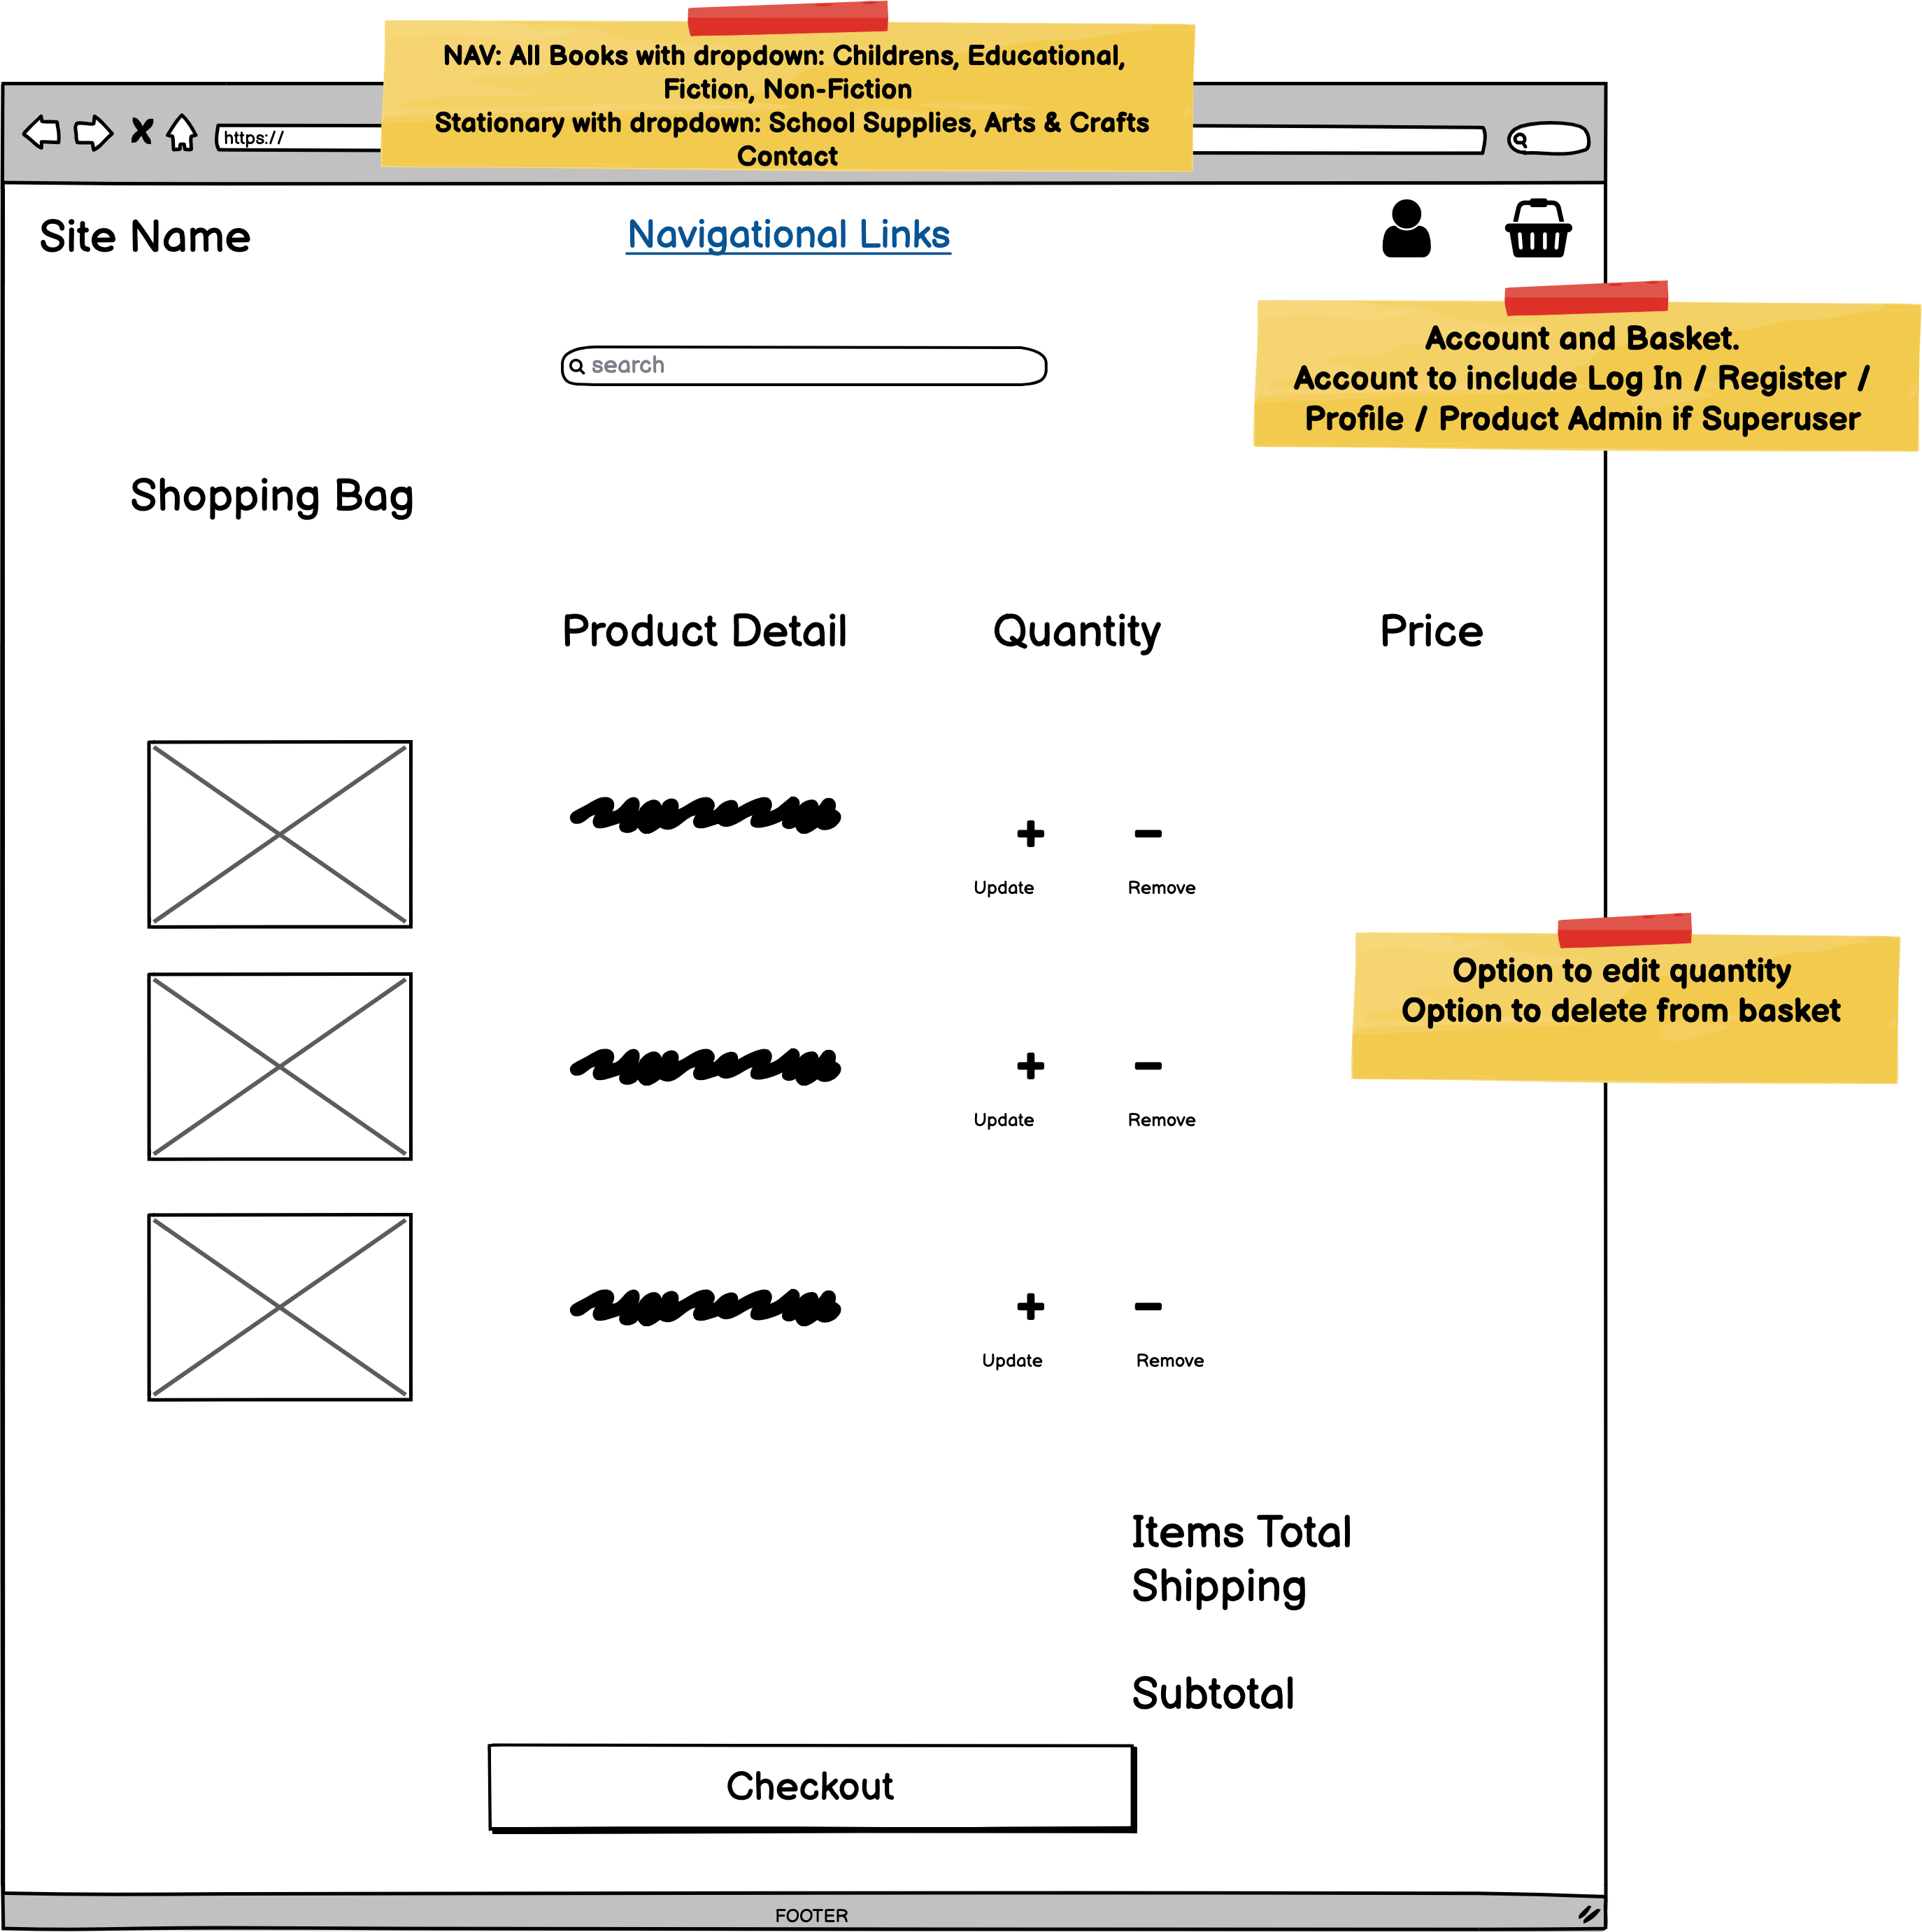 NAV: All Books with dropdown: Childrens, Educational,
Fiction, Non-Fiction
Stationary with dropdown: School Supplies, Arts & Crafts
Contact
https://
Site Name
Navigational Links
search
Account and Basket.
Account to include Log In / Register /
Profile / Product Admin if Superuser
Shopping Bag
Product Detail
Quantity
Price
Update
Remove
Option to edit quantity
Option to delete from basket
Update
Remove
Update
Remove
Items Total
Shipping
Subtotal
Checkout
FOOTER